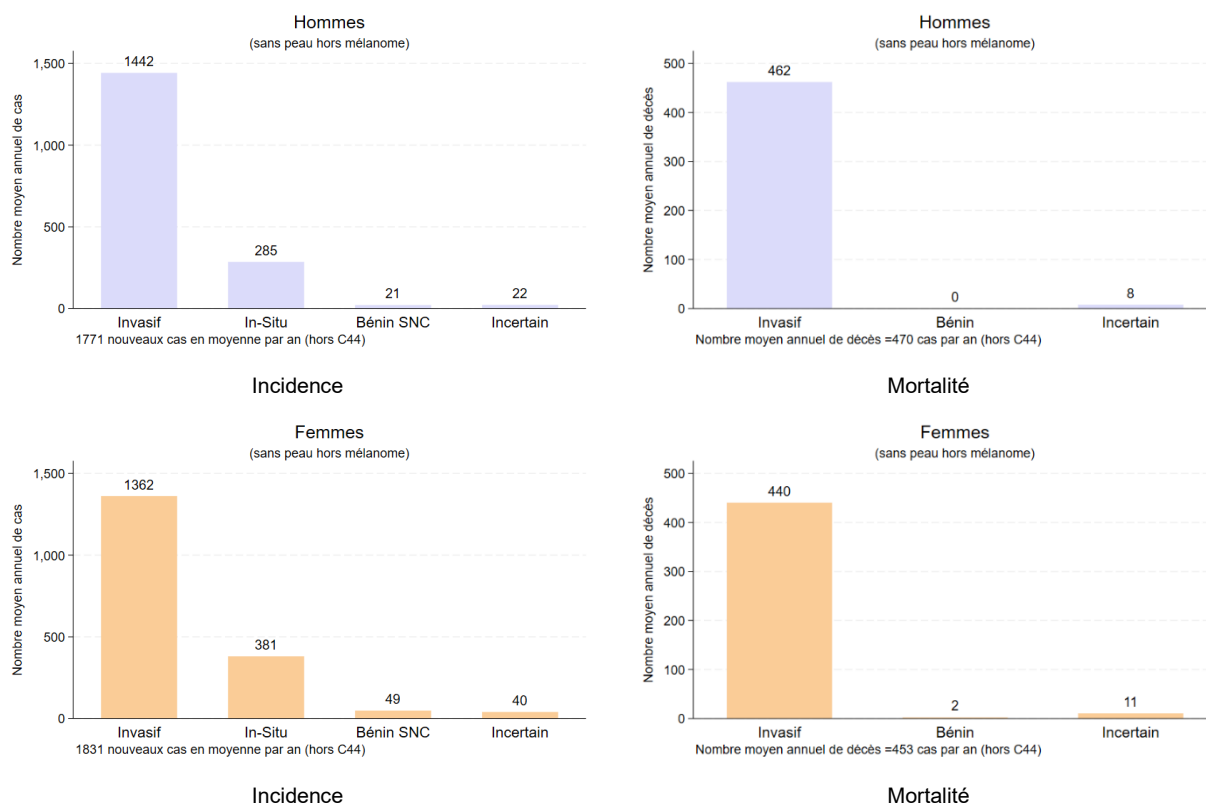 Hommes
(sans peau hors mélanome)
Nombre moyen annuel de cas
1,500
1,000
500
0
1442
285
21
22
Invasif In-Situ Bénin SNC Incertain
1771 nouveaux cas en moyenne par an (hors C44)
Incidence
Hommes
(sans peau hors mélanome)
Nombre moyen annuel de décès
500
400
300
200
100
0
462
0
8
Invasif Bénin Incertain
Nombre moyen annuel de décès =470 cas par an (hors C44)
Mortalité
Femmes
(sans peau hors mélanome)
Nombre moyen annuel de cas
1,500
1,000
500
0
1362
381
49
40
Invasif In-Situ Bénin SNC Incertain
1831 nouveaux cas en moyenne par an (hors C44)
Incidence
Femmes
(sans peau hors mélanome)
Nombre moyen annuel de décès
500
400
300
200
100
0
440
2
11
Invasif Bénin Incertain
Nombre moyen annuel de décès =453 cas par an (hors C44)
Mortalité